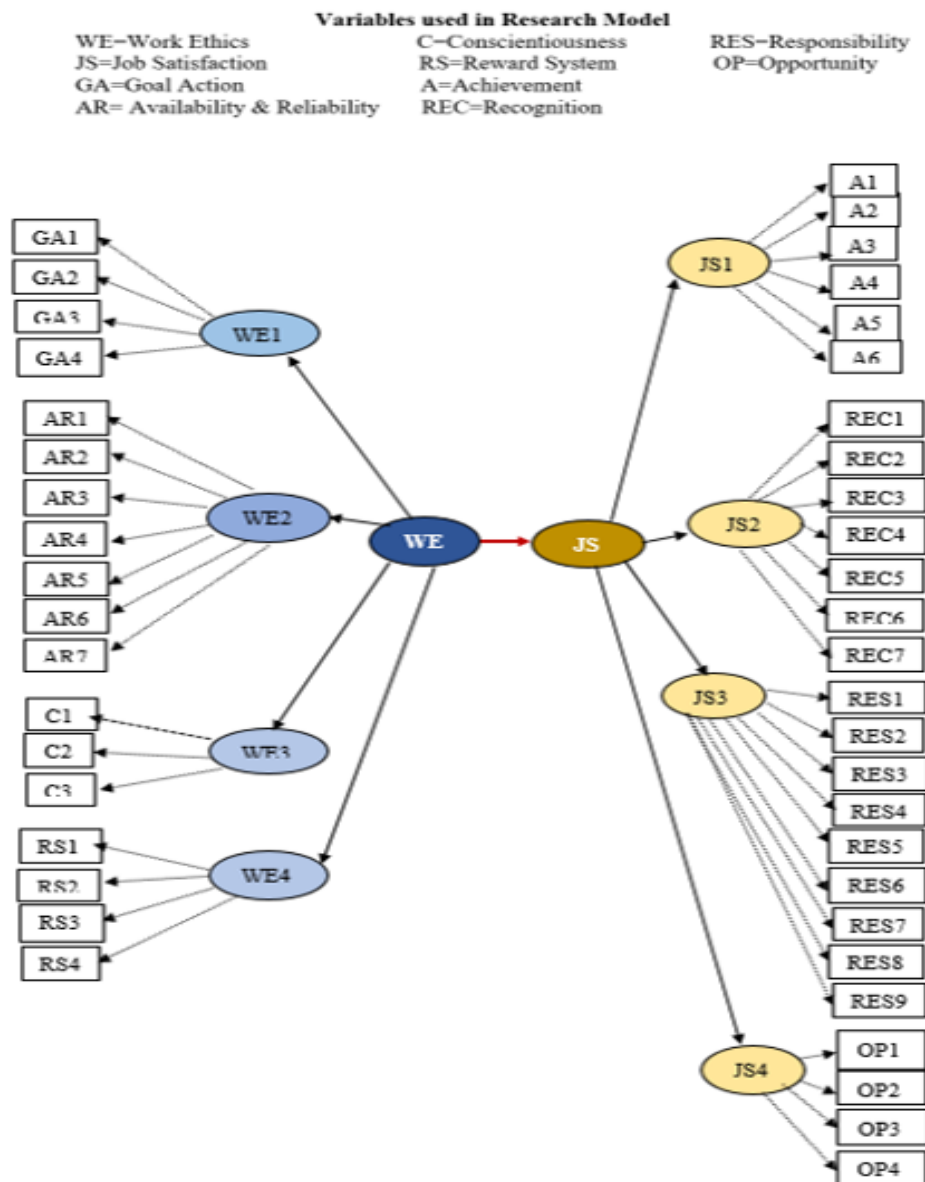 Variables used in Research Model
WE=Work Ethics C=Conscientiousness RES=Responsibility
JS=Job Satisfaction RS=Reward System OP=Opportunity
GA=Goal Action A=Achievement
AR= Availability & Reliability REC=Recognition
GA1
GA2
GA3
GA4
WE1
AR1
AR2
AR3
AR4
AR5
AR6
AR7
WE2
C1
C2
C3
WE3
RS1
RS2
RS3
RS4
WE4
WE
JS
JS1
A1
A2
A3
A4
A5
A6
JS2
REC1
REC2
REC3
REC4
REC5
REC6
REC7
JS3
RES1
RES2
RES3
RES4
RES5
RES6
RES7
RES8
RES9
JS4
OP1
OP2
OP3
OP4